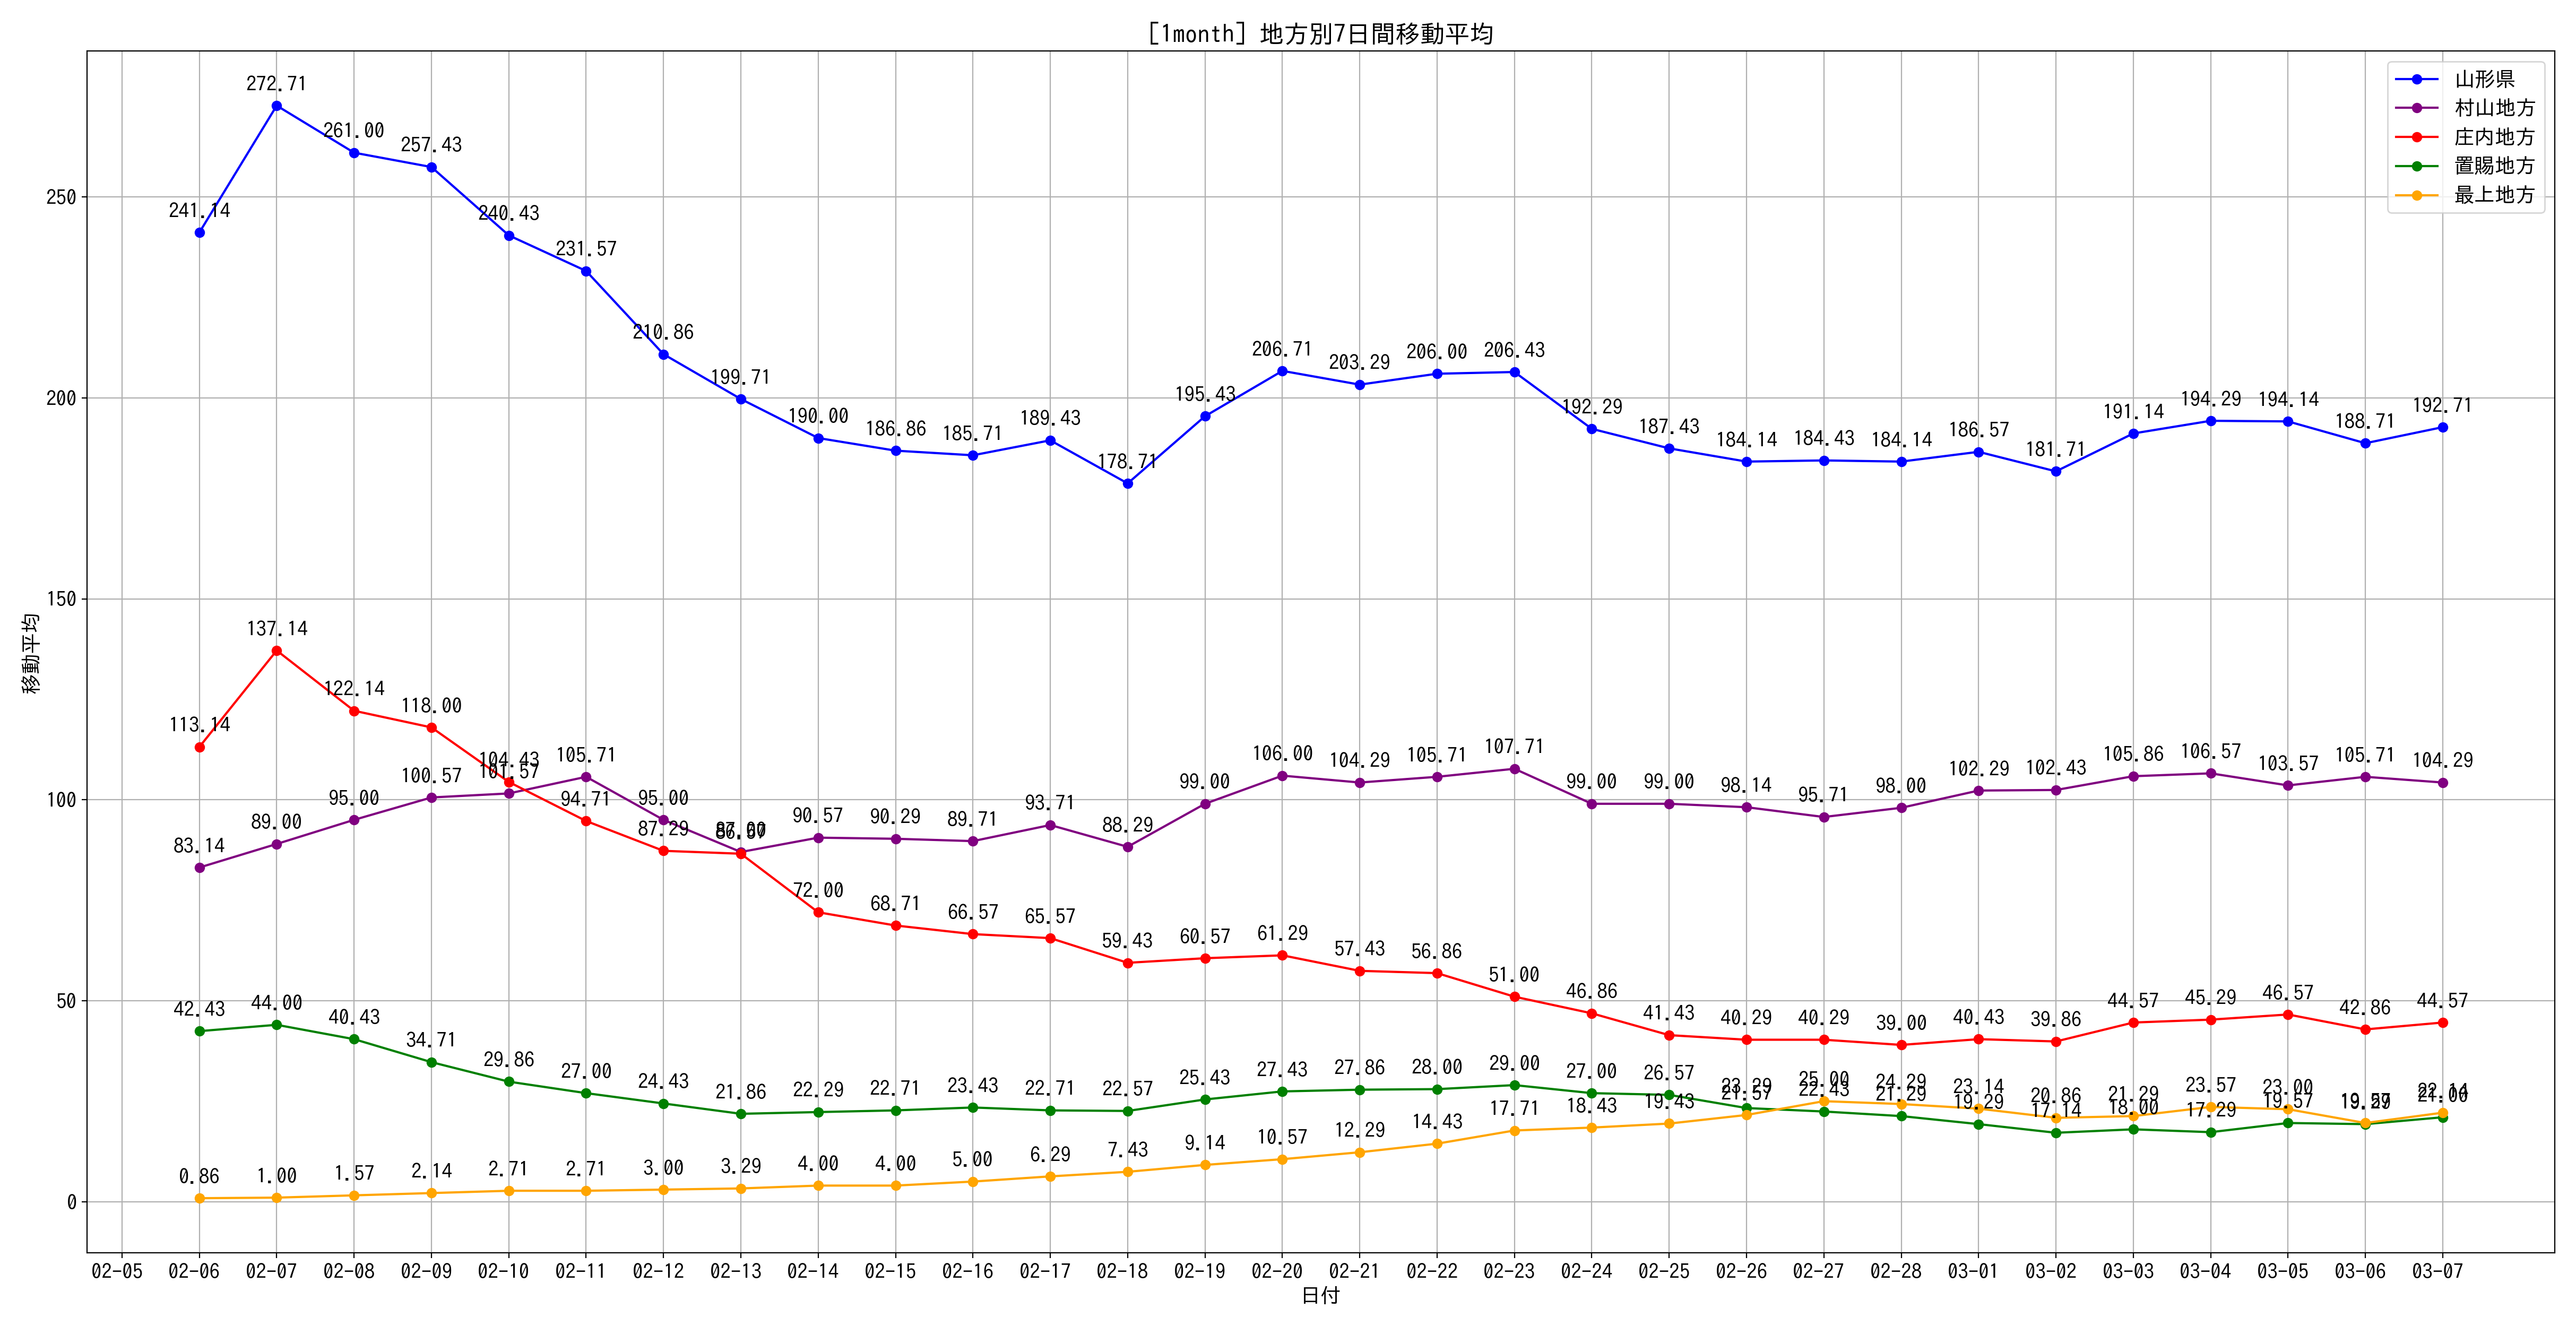 [1month] 地方別7日間移動平均
山形県
村山地方
庄内地方
置賜地方
最上地方
移動平均
250
200
150
100
50
0
241.14 272.71 261.00 257.43 240.43 231.57 210.86 199.71 190.00 186.86 185.71 189.43 178.71 195.43 206.71 203.29 206.00 206.43 192.29 187.43 184.14 184.43 184.14 186.57 181.71 191.14 194.29 194.14 188.71 192.71
83.14 89.00 95.00 100.57 101.57 105.71 95.00 87.00 90.57 90.29 89.71 93.71 88.29 99.00 106.00 104.29 105.71 107.71 99.00 99.00 98.14 95.71 98.00 102.29 102.43 105.86 106.57 103.57 105.71 104.29
113.14 137.14 122.14 118.00 104.43 94.71 87.29 86.57 72.00 68.71 66.57 65.57 59.43 60.57 61.29 57.43 56.86 51.00 46.86 41.43 40.29 40.29 39.00 40.43 39.86 44.57 45.29 46.57 42.86 44.57
42.43 44.00 40.43 34.71 29.86 27.00 24.43 21.86 22.29 22.71 23.43 22.71 22.57 25.43 27.43 27.86 28.00 29.00 27.00 26.57 23.29 22.43 21.29 19.29 17.14 18.00 17.29 19.57 19.29 21.00
0.86 1.00 1.57 2.14 2.71 2.71 3.00 3.29 4.00 4.00 5.00 6.29 7.43 9.14 10.57 12.29 14.43 17.71 18.43 19.43 21.57 25.00 24.29 23.14 20.86 21.29 23.57 23.00 19.57 22.14
02-05 02-06 02-07 02-08 02-09 02-10 02-11 02-12 02-13 02-14 02-15 02-16 02-17 02-18 02-19 02-20 02-21 02-22 02-23 02-24 02-25 02-26 02-27 02-28 03-01 03-02 03-03 03-04 03-05 03-06 03-07
日付